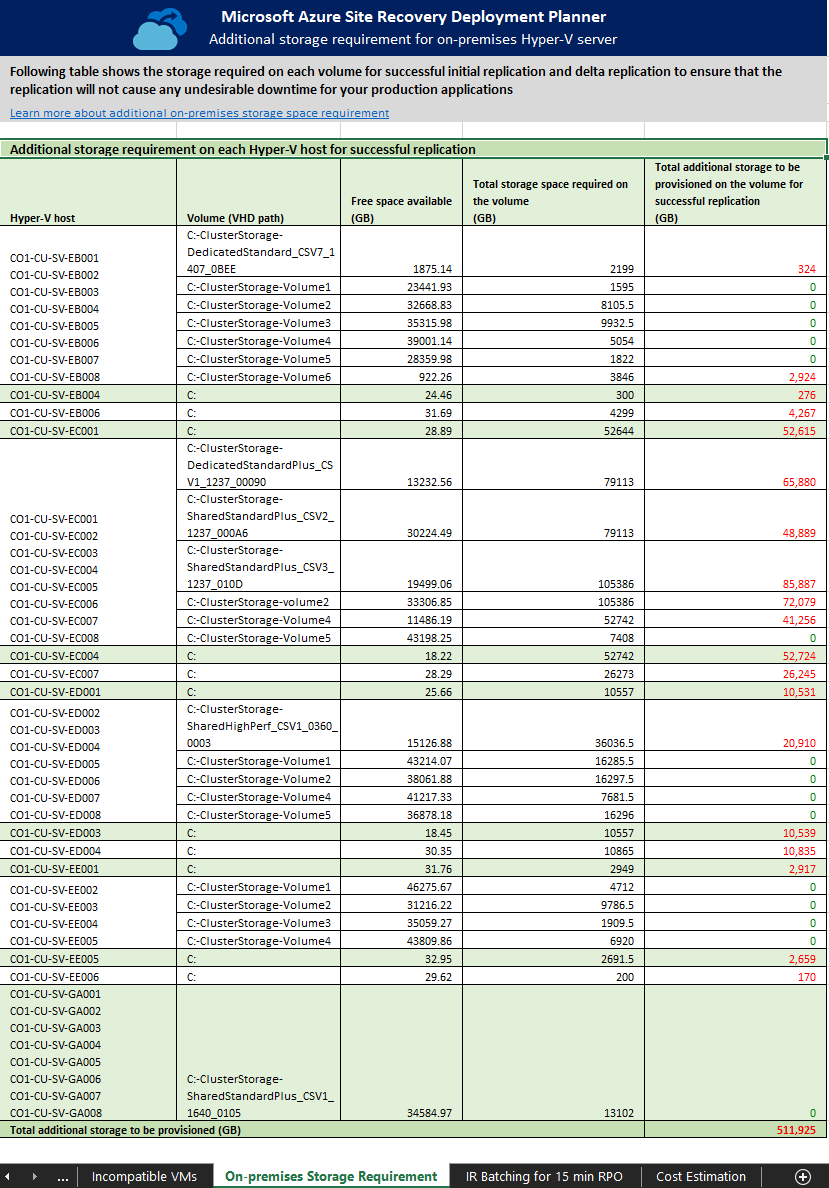 Microsoft Azure Site Recovery Deployment Planner
Additional storage requirement for on-premises Hyper-V server
Following table shows the storage required on each volume for successful initial replication and delta replication to ensure that the
replication will not cause any undesirable downtime for your production applications
Learn more about additional on-premises storage space requirement
Additional storage requirement on each Hyper-V host for successful replication
Hyper-V host
Volume (VHD path)
Free space available
(GB)
Total storage space required on
the volume
(GB)
Total additional storage to be
provisioned on the volume for
successful replication
(GB)
CO1-CU-SV-EB001
CO1-CU-SV-EB002
CO1-CU-SV-EB003
CO1-CU-SV-EB004
CO1-CU-SV-EB005
CO1-CU-SV-EB006
CO1-CU-SV-EB007
CO1-CU-SV-EB008
C:-ClusterStorage-
DedicatedStandard_CSV7_1
407_0BEE 1875.14 2199 324
C:-ClusterStorage-Volume1 23441.93 1595 0
C:-ClusterStorage-Volume2 32668.83 8105.5 0
C:-ClusterStorage-Volume3 35315.98 9932.5 0
C:-ClusterStorage-Volume4 39001.14 5054 0
C:-ClusterStorage-Volume5 28359.98 1822 0
C:-ClusterStorage-Volume6 922.26 3846 2,924
CO1-CU-SV-EB004 C: 24.46 300 276
CO1-CU-SV-EB006 C: 31.69 4299 4,267
CO1-CU-SV-EC001 C: 28.89 52644 52,615
CO1-CU-SV-EC001
CO1-CU-SV-EC002
CO1-CU-SV-EC003
CO1-CU-SV-EC004
CO1-CU-SV-EC005
CO1-CU-SV-EC006
CO1-CU-SV-EC007
CO1-CU-SV-EC008
C:-ClusterStorage-
DedicatedStandardPlus_CS
V1_1237_00090 13232.56 79113 65,880
C:-ClusterStorage-
SharedStandardPlus_CSV2_
1237_000A6 30224.49 79113 48,889
C:-ClusterStorage-
SharedStandardPlus_CSV3_
1237_010D 19499.06 105386 85,887
C:-ClusterStorage-volume2 33306.85 105386 72,079
C:-ClusterStorage-Volume4 11486.19 52742 41,256
C:-ClusterStorage-Volume5 43198.25 7408 0
CO1-CU-SV-EC004 C: 18.22 52742 52,724
CO1-CU-SV-EC007 C: 28.29 26273 26,245
CO1-CU-SV-ED001 C: 25.66 10557 10,531
CO1-CU-SV-ED002
CO1-CU-SV-ED003
CO1-CU-SV-ED004
CO1-CU-SV-ED005
CO1-CU-SV-ED006
CO1-CU-SV-ED007
CO1-CU-SV-ED008
C:-ClusterStorage-
SharedHighPerf_CSV1_0360_
0003 15126.88 36036.5 20,910
C:-ClusterStorage-Volume1 43214.07 16285.5 0
C:-ClusterStorage-Volume2 38061.88 16297.5 0
C:-ClusterStorage-Volume4 41217.33 7681.5 0
C:-ClusterStorage-Volume5 36878.18 16296 0
CO1-CU-SV-ED003 C: 18.45 10557 10,539
CO1-CU-SV-ED004 C: 30.35 10865 10,835
CO1-CU-SV-EE001 C: 31.76 2949 2,917
CO1-CU-SV-EE002
CO1-CU-SV-EE003
CO1-CU-SV-EE004
CO1-CU-SV-EE005
C:-ClusterStorage-Volume1 46275.67 4712 0
C:-ClusterStorage-Volume2 31216.22 9786.5 0
C:-ClusterStorage-Volume3 35059.27 1909.5 0
C:-ClusterStorage-Volume4 43809.86 6920 0
CO1-CU-SV-EE005 C: 32.95 2691.5 2,659
CO1-CU-SV-EE006 C: 29.62 200 170
CO1-CU-SV-GA001
CO1-CU-SV-GA002
CO1-CU-SV-GA003
CO1-CU-SV-GA004
CO1-CU-SV-GA005
CO1-CU-SV-GA006
CO1-CU-SV-GA007
CO1-CU-SV-GA008
C:-ClusterStorage-
SharedStandardPlus_CSV1_
1640_0105 34584.97 13102 0
Total additional storage to be provisioned (GB) 511,925
... Incompatible VMs On-premises Storage Requirement IR Batching for 15 min RPO Cost Estimation